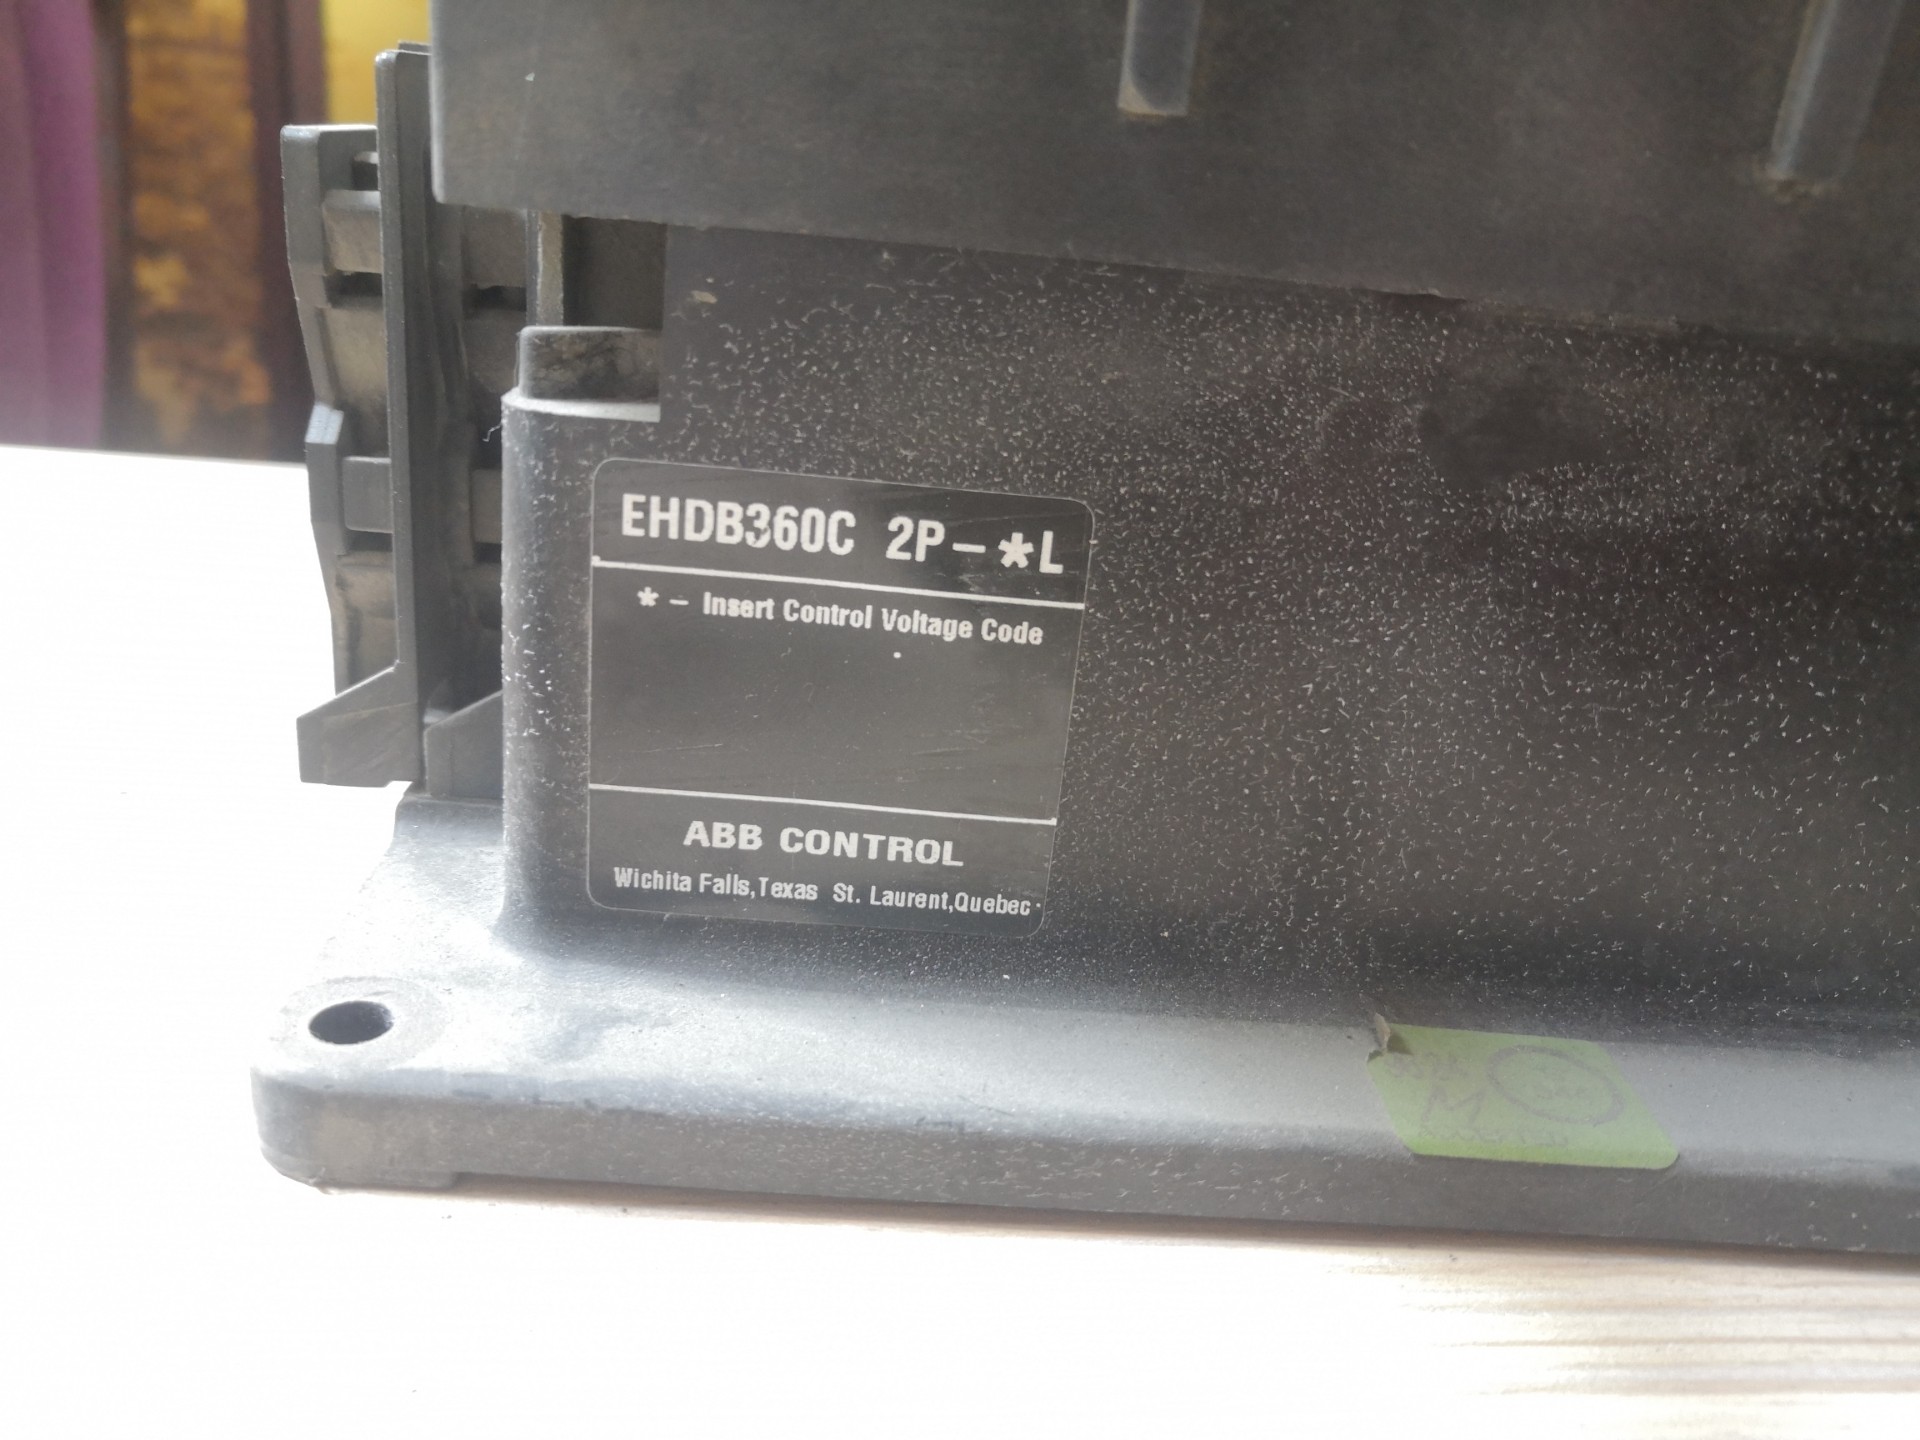 EHDB360C 2P-*L
* - Insert Control Voltage Code
ABB CONTROL
Wichita Falls,Texas St. Laurent,Quebec